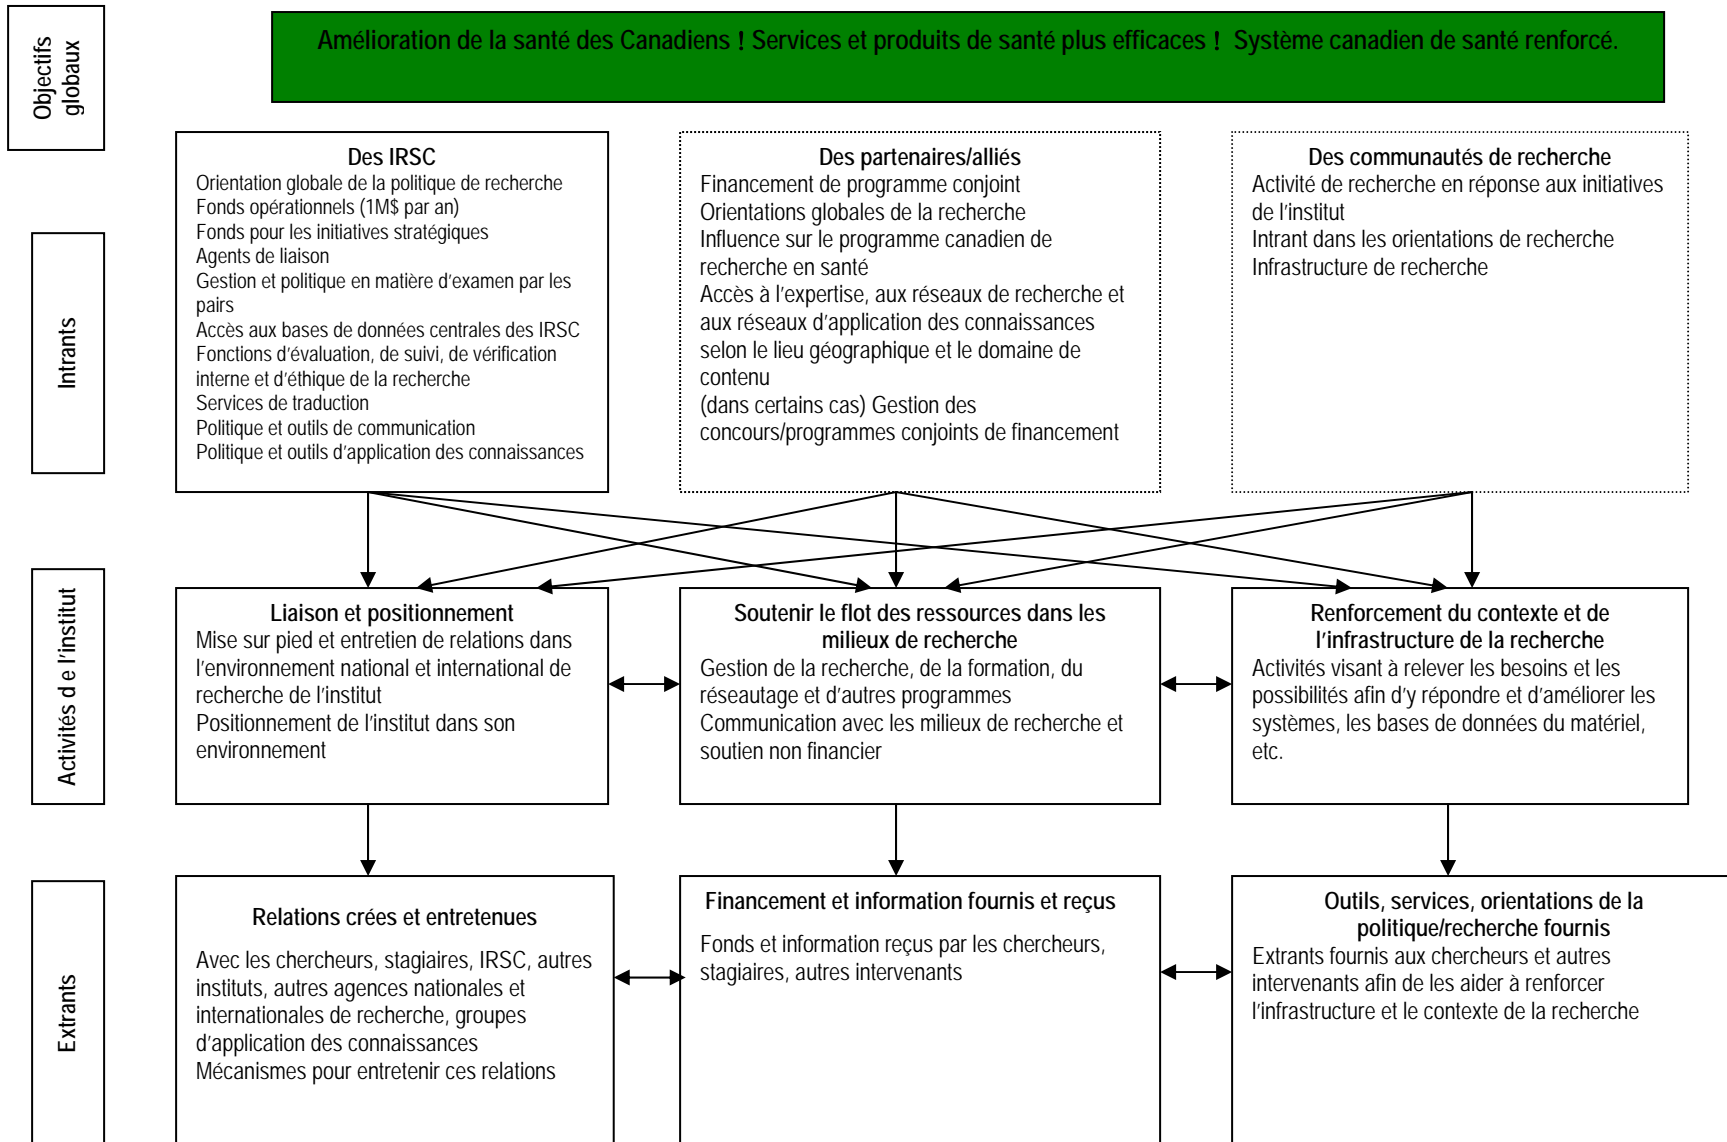 Objectifs
globaux
Amélioration de la santé des Canadiens ! Services et produits de santé plus efficaces ! Système canadien de santé renforcé.
Intrants
Des IRSC
Orientation globale de la politique de recherche
Fonds opérationnels (1M$ par an)
Fonds pour les initiatives stratégiques
Agents de liaison
Gestion et politique en matière d'examen par les
pairs
Accès aux bases de données centrales des IRSC
Fonctions d'évaluation, de suivi, de vérification
interne et d'éthique de la recherche
Services de traduction
Politique et outils de communication
Politique et outils d'application des connaissances
Des partenaires/alliés
Financement de programme conjoint
Orientations globales de la recherche
Influence sur le programme canadien de
recherche en santé
Accès à l'expertise, aux réseaux de recherche et
aux réseaux d'application des connaissances
selon le lieu géographique et le domaine de
contenu
(dans certains cas) Gestion des
concours/programmes conjoints de financement
Des communautés de recherche
Activité de recherche en réponse aux initiatives
de l'institut
Intrant dans les orientations de recherche
Infrastructure de recherche
Activités d e l'institut
Liaison et positionnement
Mise sur pied et entretien de relations dans
l'environnement national et international de
recherche de l'institut
Positionnement de l'institut dans son
environnement
Soutenir le flot des ressources dans les
milieux de recherche
Gestion de la recherche, de la formation, du
réseautage et d'autres programmes
Communication avec les milieux de recherche et
soutien non financier
Renforcement du contexte et de
l'infrastructure de la recherche
Activités visant à relever les besoins et les
possibilités afin d'y répondre et d'améliorer les
systèmes, les bases de données du matériel,
etc.
Extrants
Relations crées et entretenues
Avec les chercheurs, stagiaires, IRSC, autres
instituts, autres agences nationales et
internationales de recherche, groupes
d'application des connaissances
Mécanismes pour entretenir ces relations
Financement et information fournis et reçus
Fonds et information reçus par les chercheurs,
stagiaires, autres intervenants
Outils, services, orientations de la
politique/recherche fournis
Extrants fournis aux chercheurs et autres
intervenants afin de les aider à renforcer
l'infrastructure et le contexte de la recherche